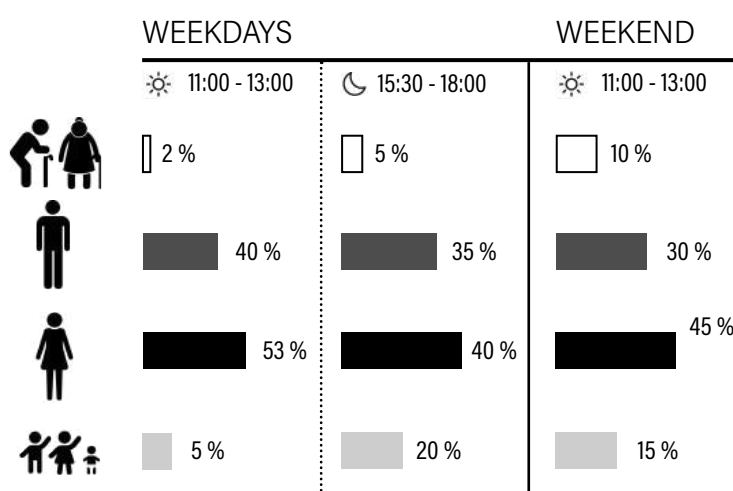 WEEKDAYS WEEKEND
11:00 - 13:00 15:30 - 18:00 11:00 - 13:00
2 % 5 % 10 %
40 % 35 % 30 %
53 % 40 % 45 %
5 % 20 % 15 %